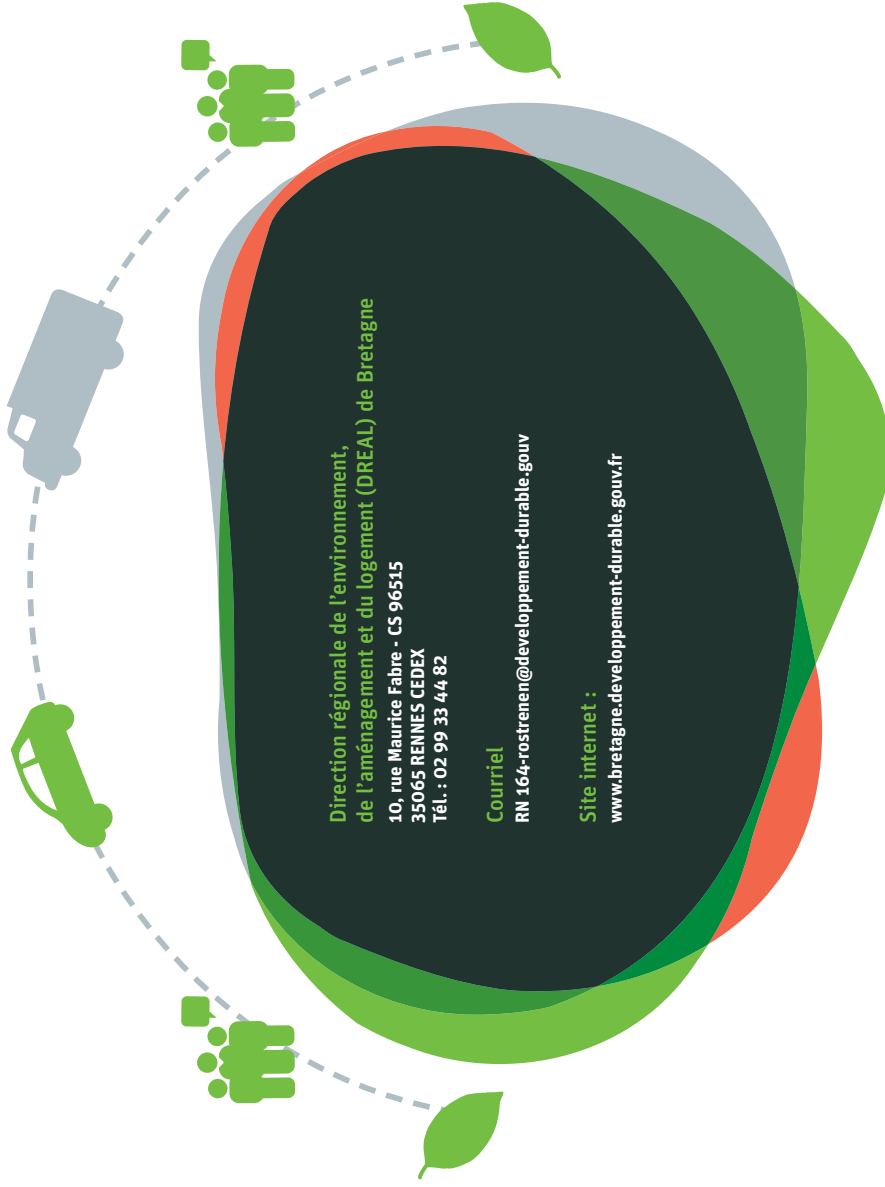 Direction régionale de l'environnement,
de l'aménagement et du logement (DREAL) de Bretagne
10, rue Maurice Fabre - CS 96515
35065 RENNES CEDEX
Tél. : 02 99 33 44 82
Courriel
RN 164-rostrenen@developpement-durable.gouv
Site internet :
www.bretagne.developpement-durable.gouv.fr